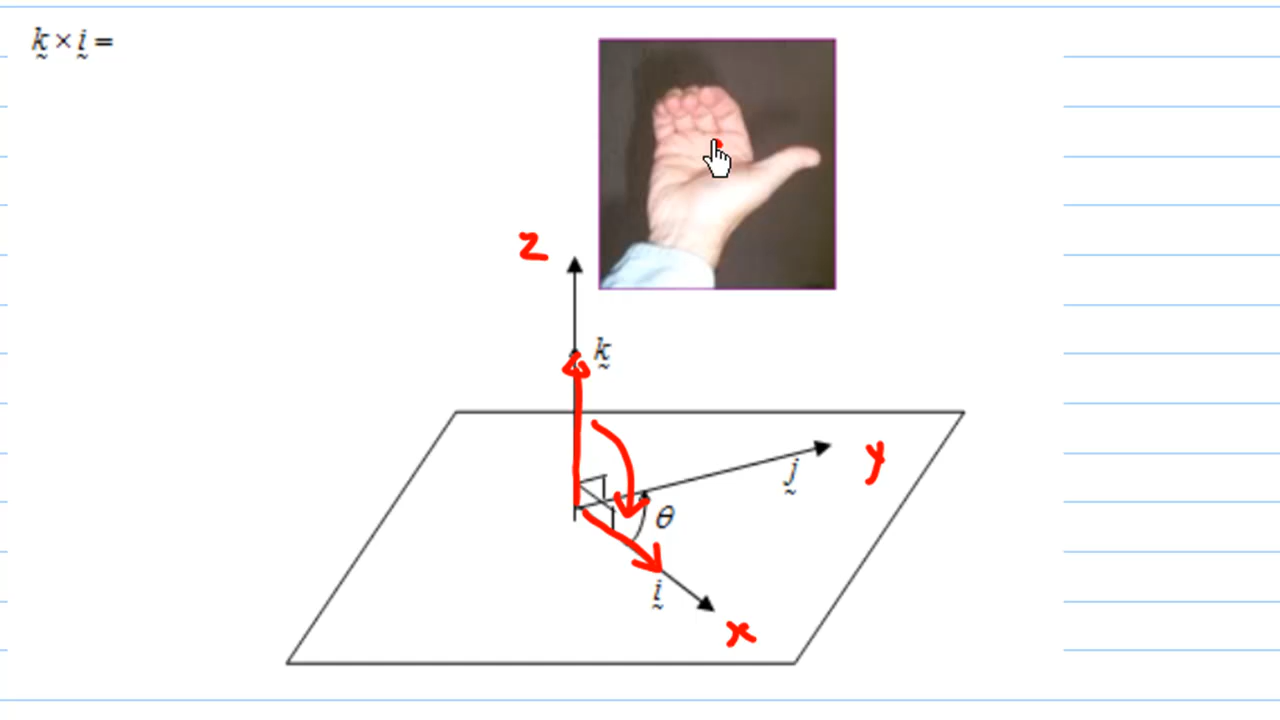 k × i =
z
k
y
j
θ
i
x